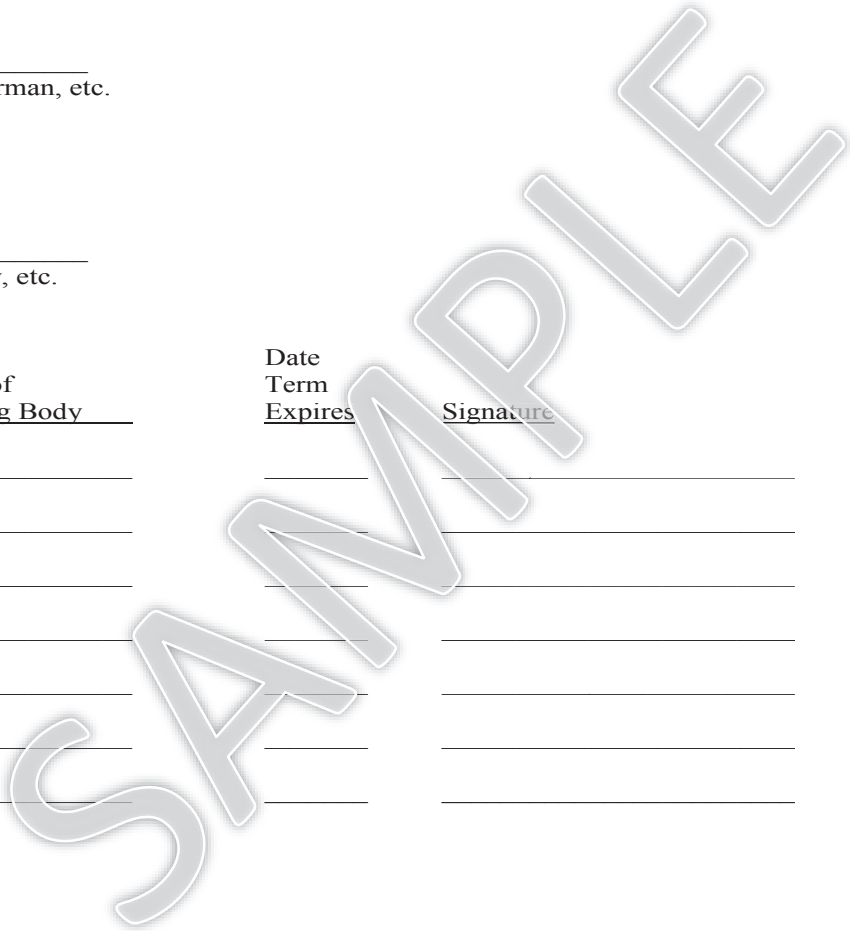 rman, etc.
, etc.
Date
of Term
g Body Expires Signature
SAMPLE